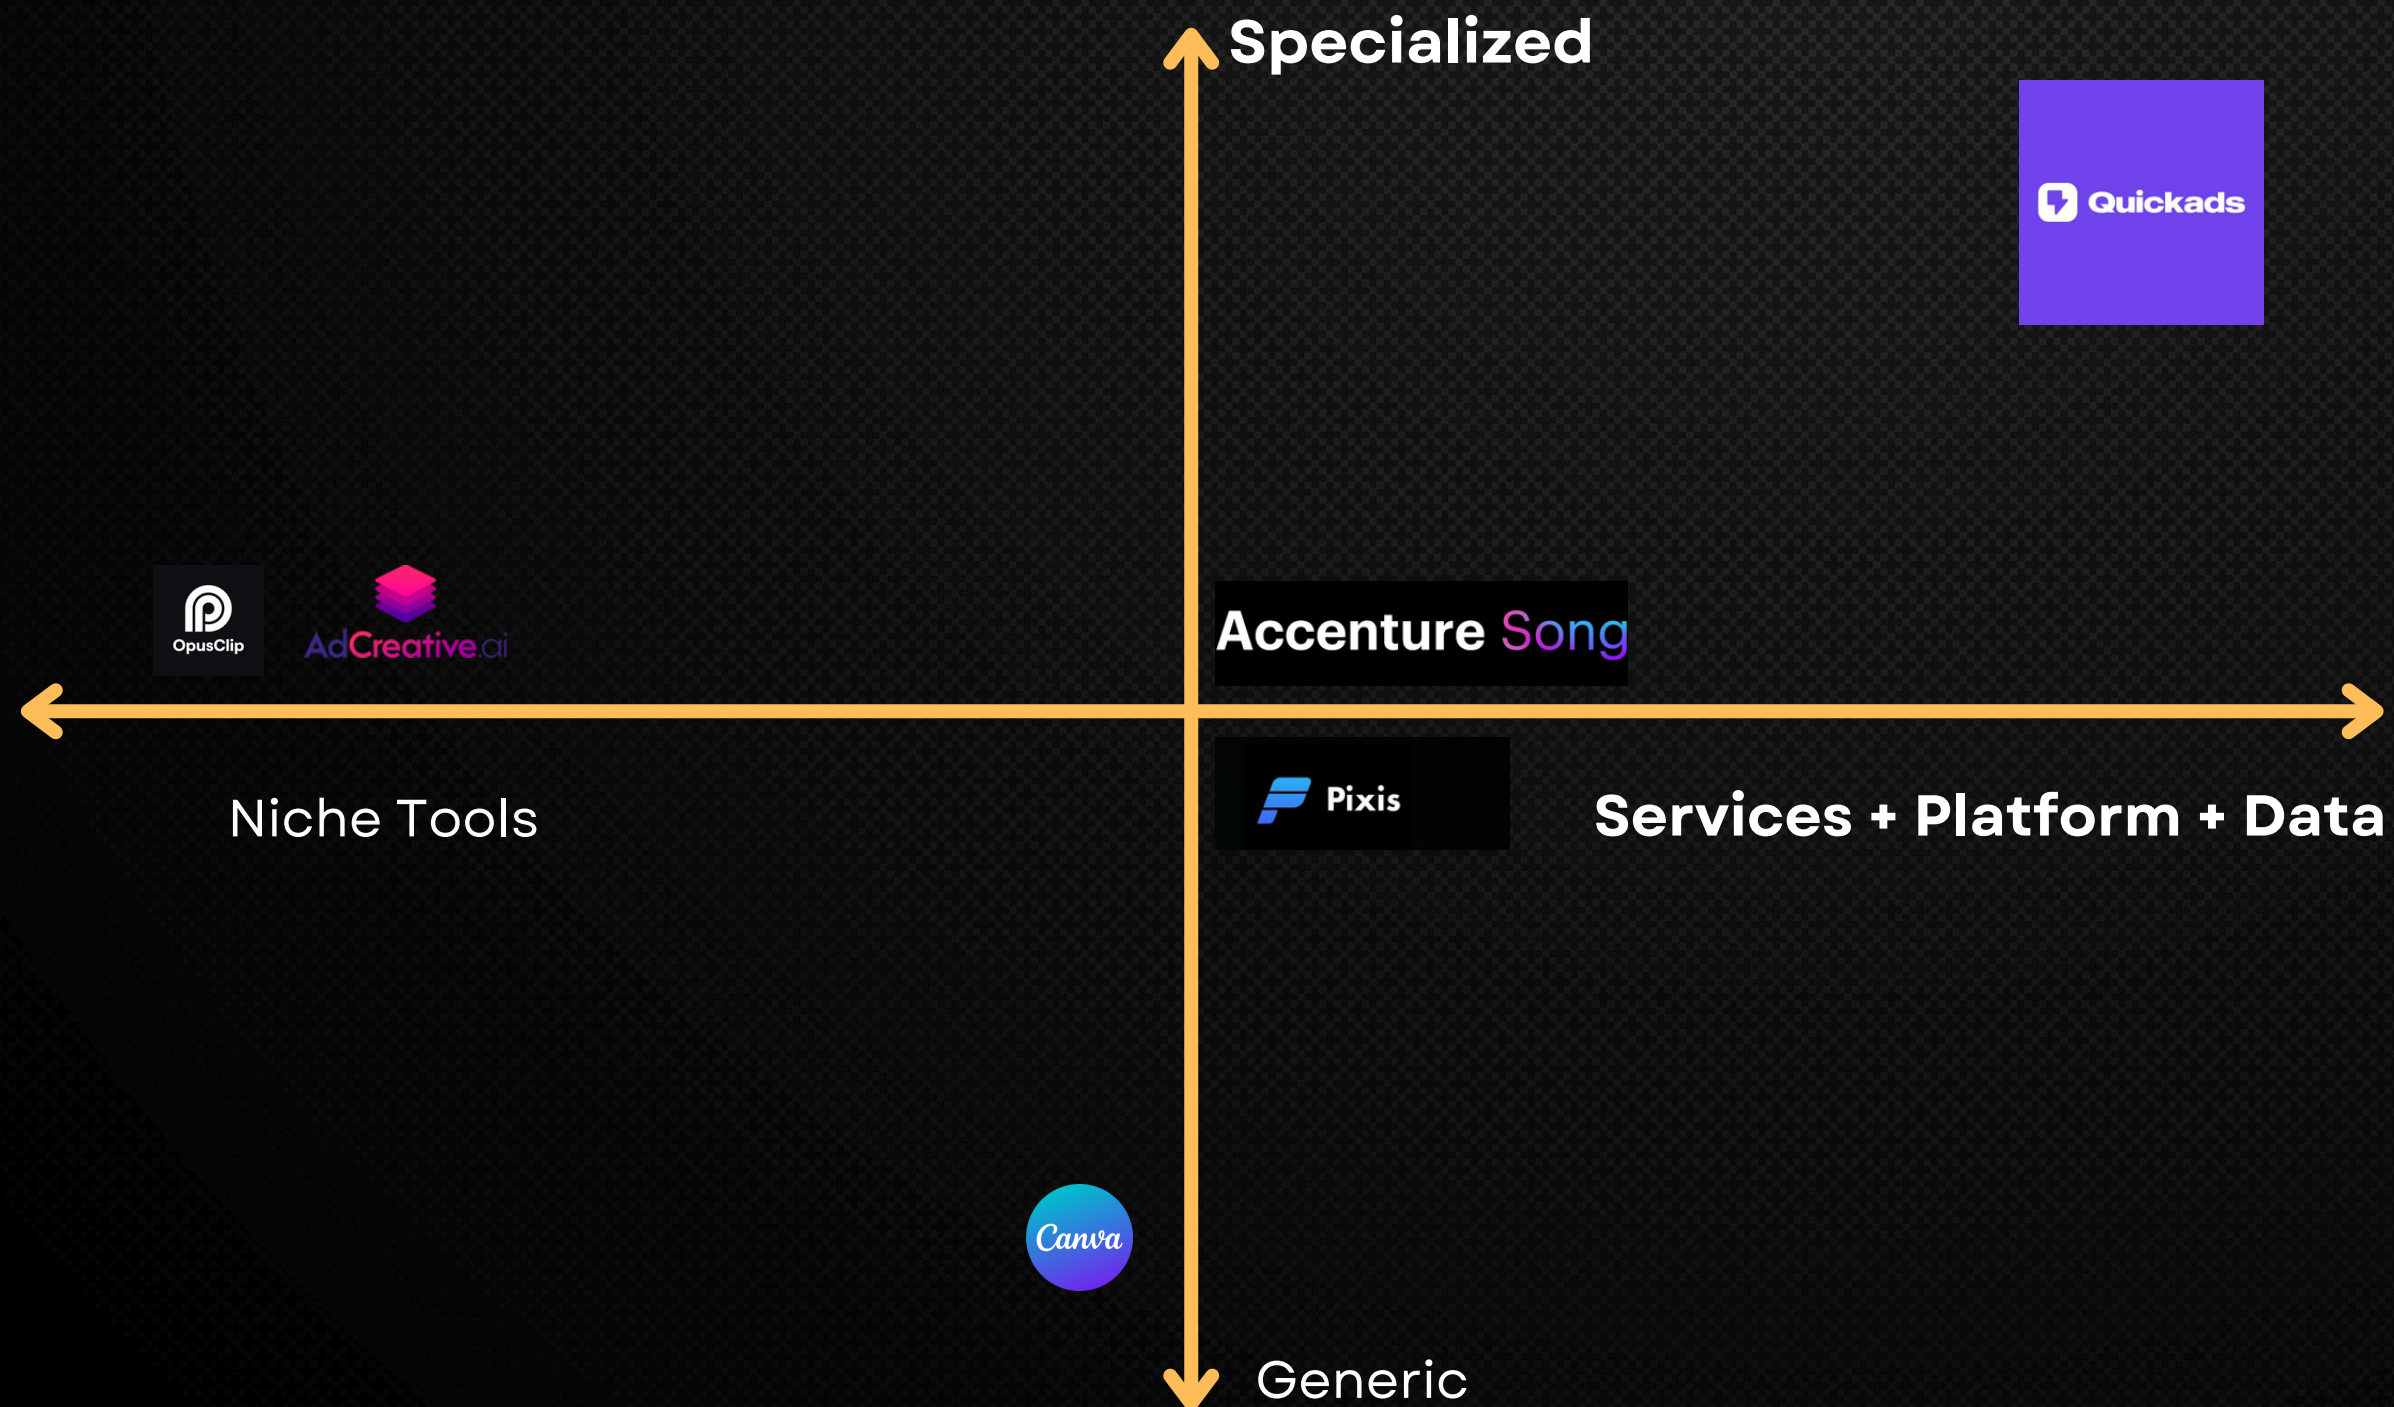 Specialized
Quickads
OpusClip
AdCreative.ai
Accenture Song
Pixis
Niche Tools
Services + Platform + Data
Canva
Generic